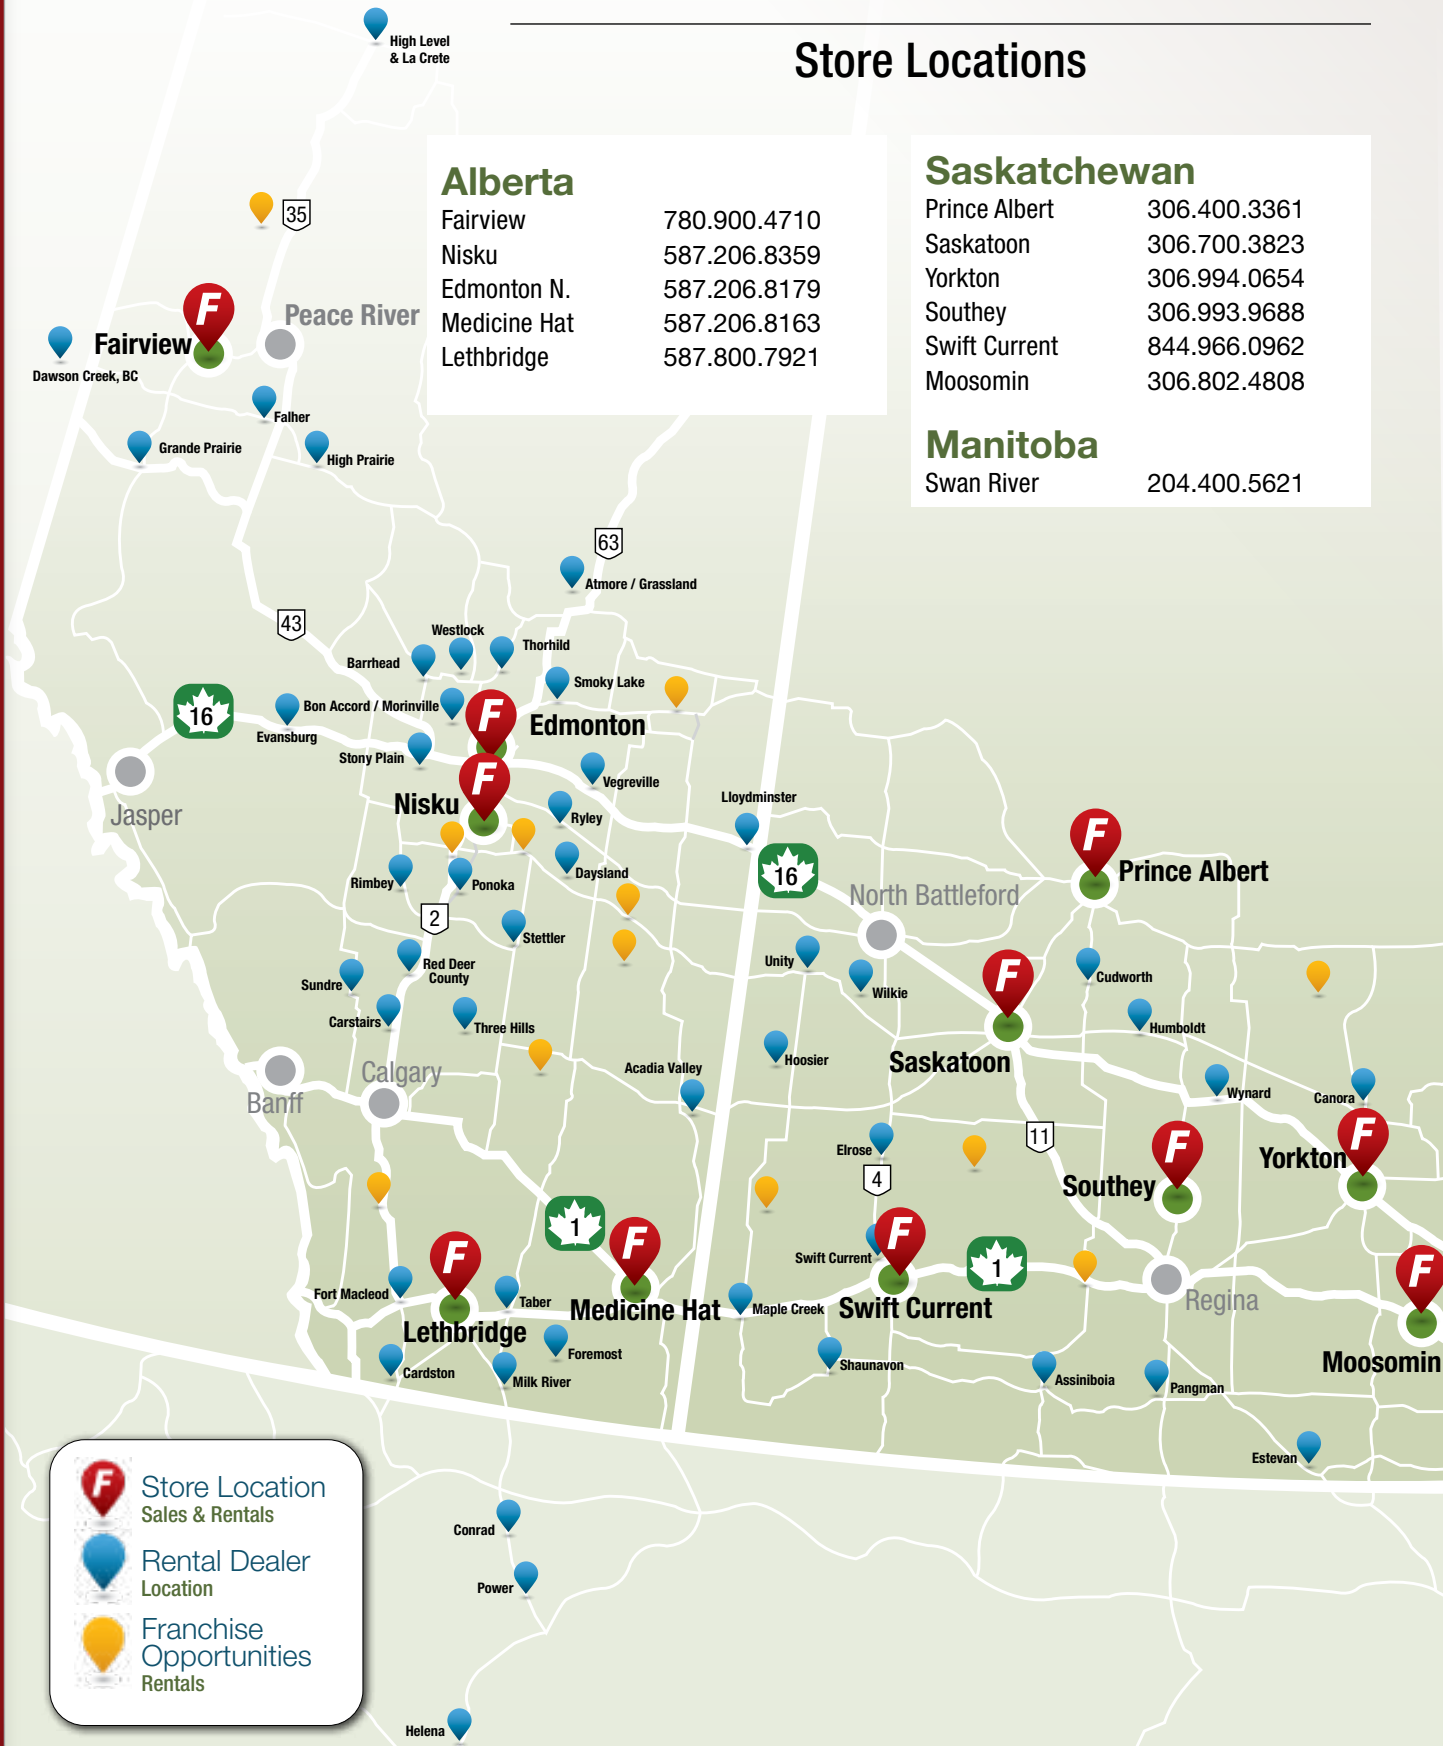 Store Locations
Alberta
Fairview 780.900.4710
Nisku 587.206.8359
Edmonton N. 587.206.8179
Medicine Hat 587.206.8163
Lethbridge 587.800.7921
Saskatchewan
Prince Albert 306.400.3361
Saskatoon 306.700.3823
Yorkton 306.994.0654
Southey 306.993.9688
Swift Current 844.966.0962
Moosomin 306.802.4808
Manitoba
Swan River 204.400.5621
High Level
& La Crete
35
F
Peace River
Fairview
Dawson Creek, BC
Falher
Grande Prairie
High Prairie
63
Atmore / Grassland
43
Westlock
Thorhild
Barrhead
Smoky Lake
16
Bon Accord / Morinville
F
Edmonton
Evansburg
Stony Plain
F
Vegreville
Jasper
Nisku
Ryley
Lloydminster
F
16
Prince Albert
Rimbey
Ponoka
Daysland
North Battleford
2
Stettler
Unity
F
Red Deer
County
Cudworth
Sundre
Wilkie
Carstairs
Three Hills
Humboldt
Hoosier
Saskatoon
Acadia Valley
Calgary
Banff
Wynard
Canora
11
F
F
Elrose
Yorkton
4
Southey
1
F
F
F
Swift Current
1
F
Fort Macleod
Taber
Medicine Hat
Maple Creek
Swift Current
Regina
Lethbridge
Foremost
Shaunavon
Moosomin
Cardston
Milk River
Assiniboia
Pangman
Estevan
F
Store Location
Sales & Rentals
Rental Dealer
Location
Franchise
Opportunities
Rentals
Conrad
Power
Helena